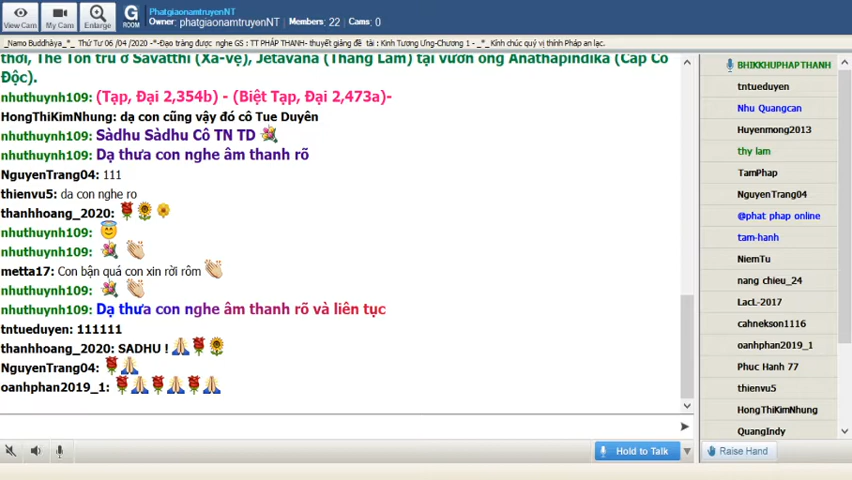 View Cam
My Cam
Enlarge
G
ROOM
PhatgiaonamtruyenNT
Owner: phatgiaonamtruyenNT Members: 22 Cams: 0
_Namo Buddhàya_*_ Thứ Tư 06 /04 /2020 -*-Đạo tràng được nghe GS : TT PHÁP THANH- thuyết giảng đề tài : Kinh Tương Ưng-Chương 1 - _*_ Kính chúc quý vị thính Pháp an lạc.
thời, Thế Tôn trú ở Sàvatthi (Xá-vệ), Jetavana (Thắng Lâm) tại vườn ông Anàthapindika (Cấp Cô
Độc).
nhuthuynh109: (Tạp, Đại 2,354b) - (Biệt Tạp, Đại 2,473a)-
HongThiKimNhung: dạ con cũng vậy đó cô Tue Duyên
nhuthuynh109: Sàdhu Sàdhu Cô TN TD
nhuthuynh109: Dạ thưa con nghe âm thanh rõ
NguyenTrang04: 111
thienvu5: da con nghe ro
thanhhoang_2020:
nhuthuynh109:
nhuthuynh109:
metta17: Con bận quá con xin rời rôm
nhuthuynh109:
nhuthuynh109: Dạ thưa con nghe âm thanh rõ và liên tục
tntueduyen: 111111
thanhhoang_2020: SADHU !
NguyenTrang04:
oanhphan2019_1:
BHIKKHUPHAPTHANH
tntueduyen
Nhu Quangcan
Huyenmong2013
thy lam
TamPhap
NguyenTrang04
@phat phap online
tam-hanh
NiemTu
nang chieu_24
LacL-2017
cahnekson1116
oanhphan2019_1
Phuc Hanh 77
thienvu5
HongThiKimNhung
QuangIndy
Hold to Talk
Raise Hand